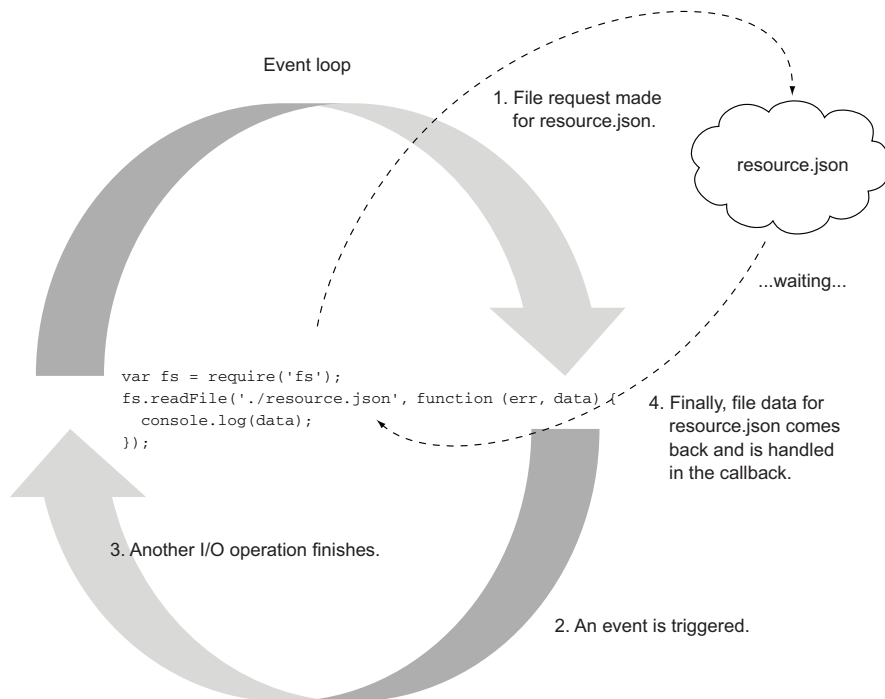 Event loop
1. File request made
for resource.json.
resource.json
...waiting...
var fs = require('fs');
fs.readFile('./resource.json', function (err, data) {
console.log(data);
});
4. Finally, file data for
resource.json comes
back and is handled
in the callback.
3. Another I/O operation finishes.
2. An event is triggered.